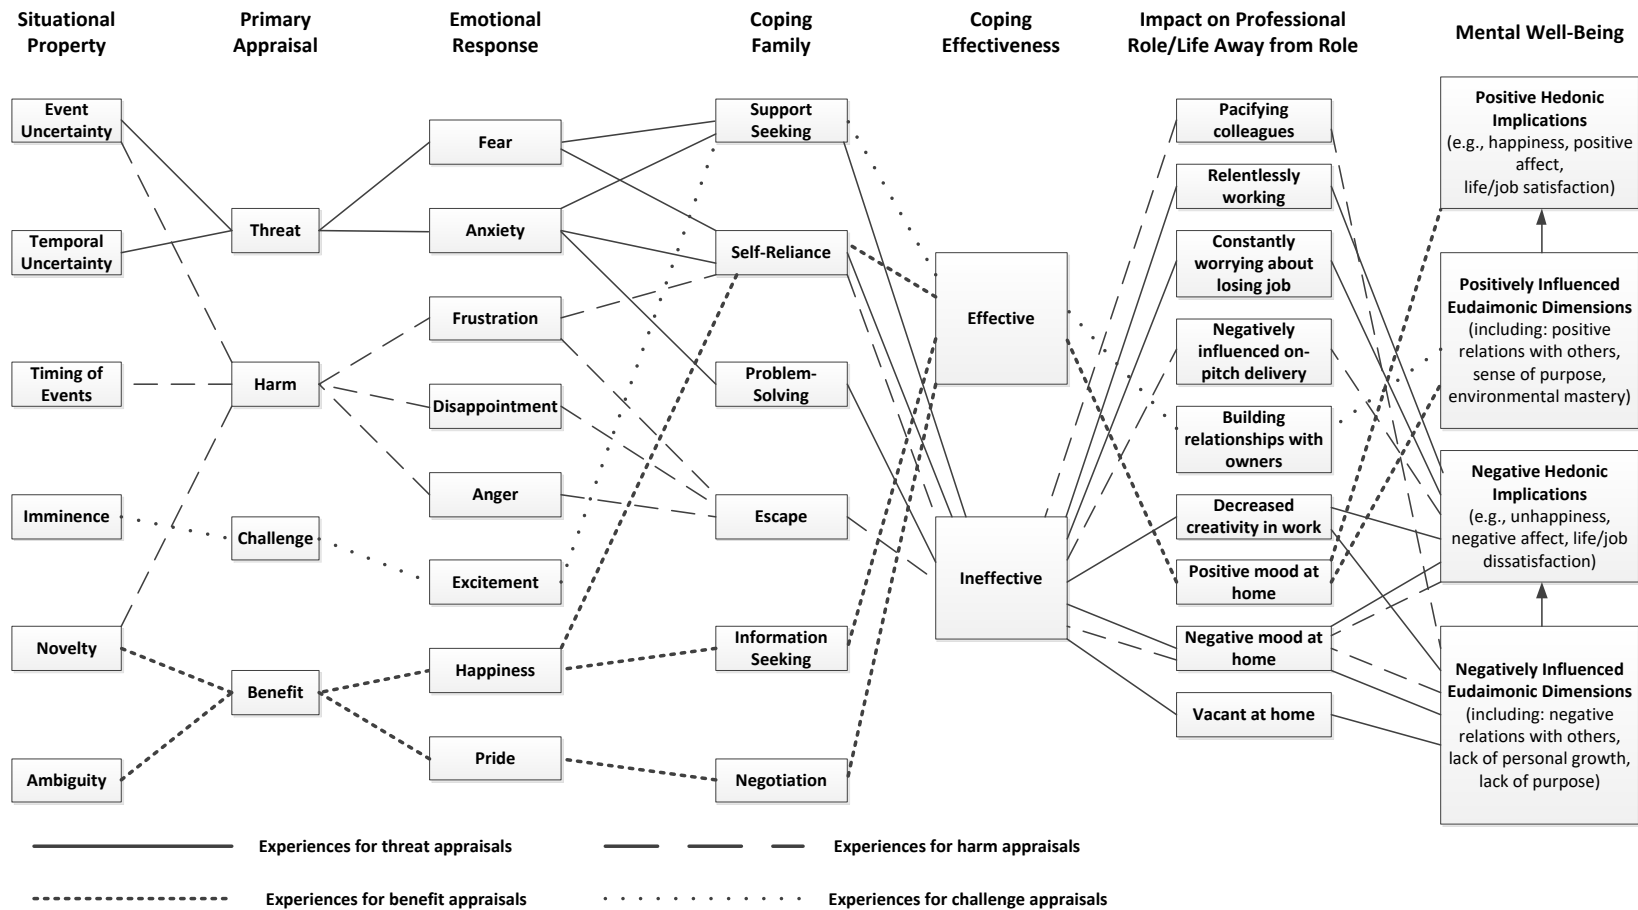 Situational
Property
Primary
Appraisal
Emotional
Response
Coping
Family
Coping
Effectiveness
Impact on Professional
Role/Life Away from Role
Mental Well-Being
Event
Uncertainty
Temporal
Uncertainty
Timing of
Events
Imminence
Novelty
Ambiguity
Threat
Harm
Challenge
Benefit
Fear
Anxiety
Frustration
Disappointment
Anger
Excitement
Happiness
Pride
Support
Seeking
Self-Reliance
Problem-
Solving
Escape
Information
Seeking
Negotiation
Effective
Ineffective
Pacifying
colleagues
Relentlessly
working
Constantly
worrying about
losing job
Negatively
influenced on-
pitch delivery
Building
relationships with
owners
Decreased
creativity in work
Positive mood at
home
Negative mood at
home
Vacant at home
Positive Hedonic
Implications
(e.g., happiness, positive
affect,
life/job satisfaction)
Positively Influenced
Eudaimonic Dimensions
(including: positive
relations with others,
sense of purpose,
environmental mastery)
Negative Hedonic
Implications
(e.g., unhappiness,
negative affect, life/job
dissatisfaction)
Negatively Influenced
Eudaimonic Dimensions
(including: negative
relations with others,
lack of personal growth,
lack of purpose)
Experiences for threat appraisals
Experiences for harm appraisals
Experiences for benefit appraisals
Experiences for challenge appraisals